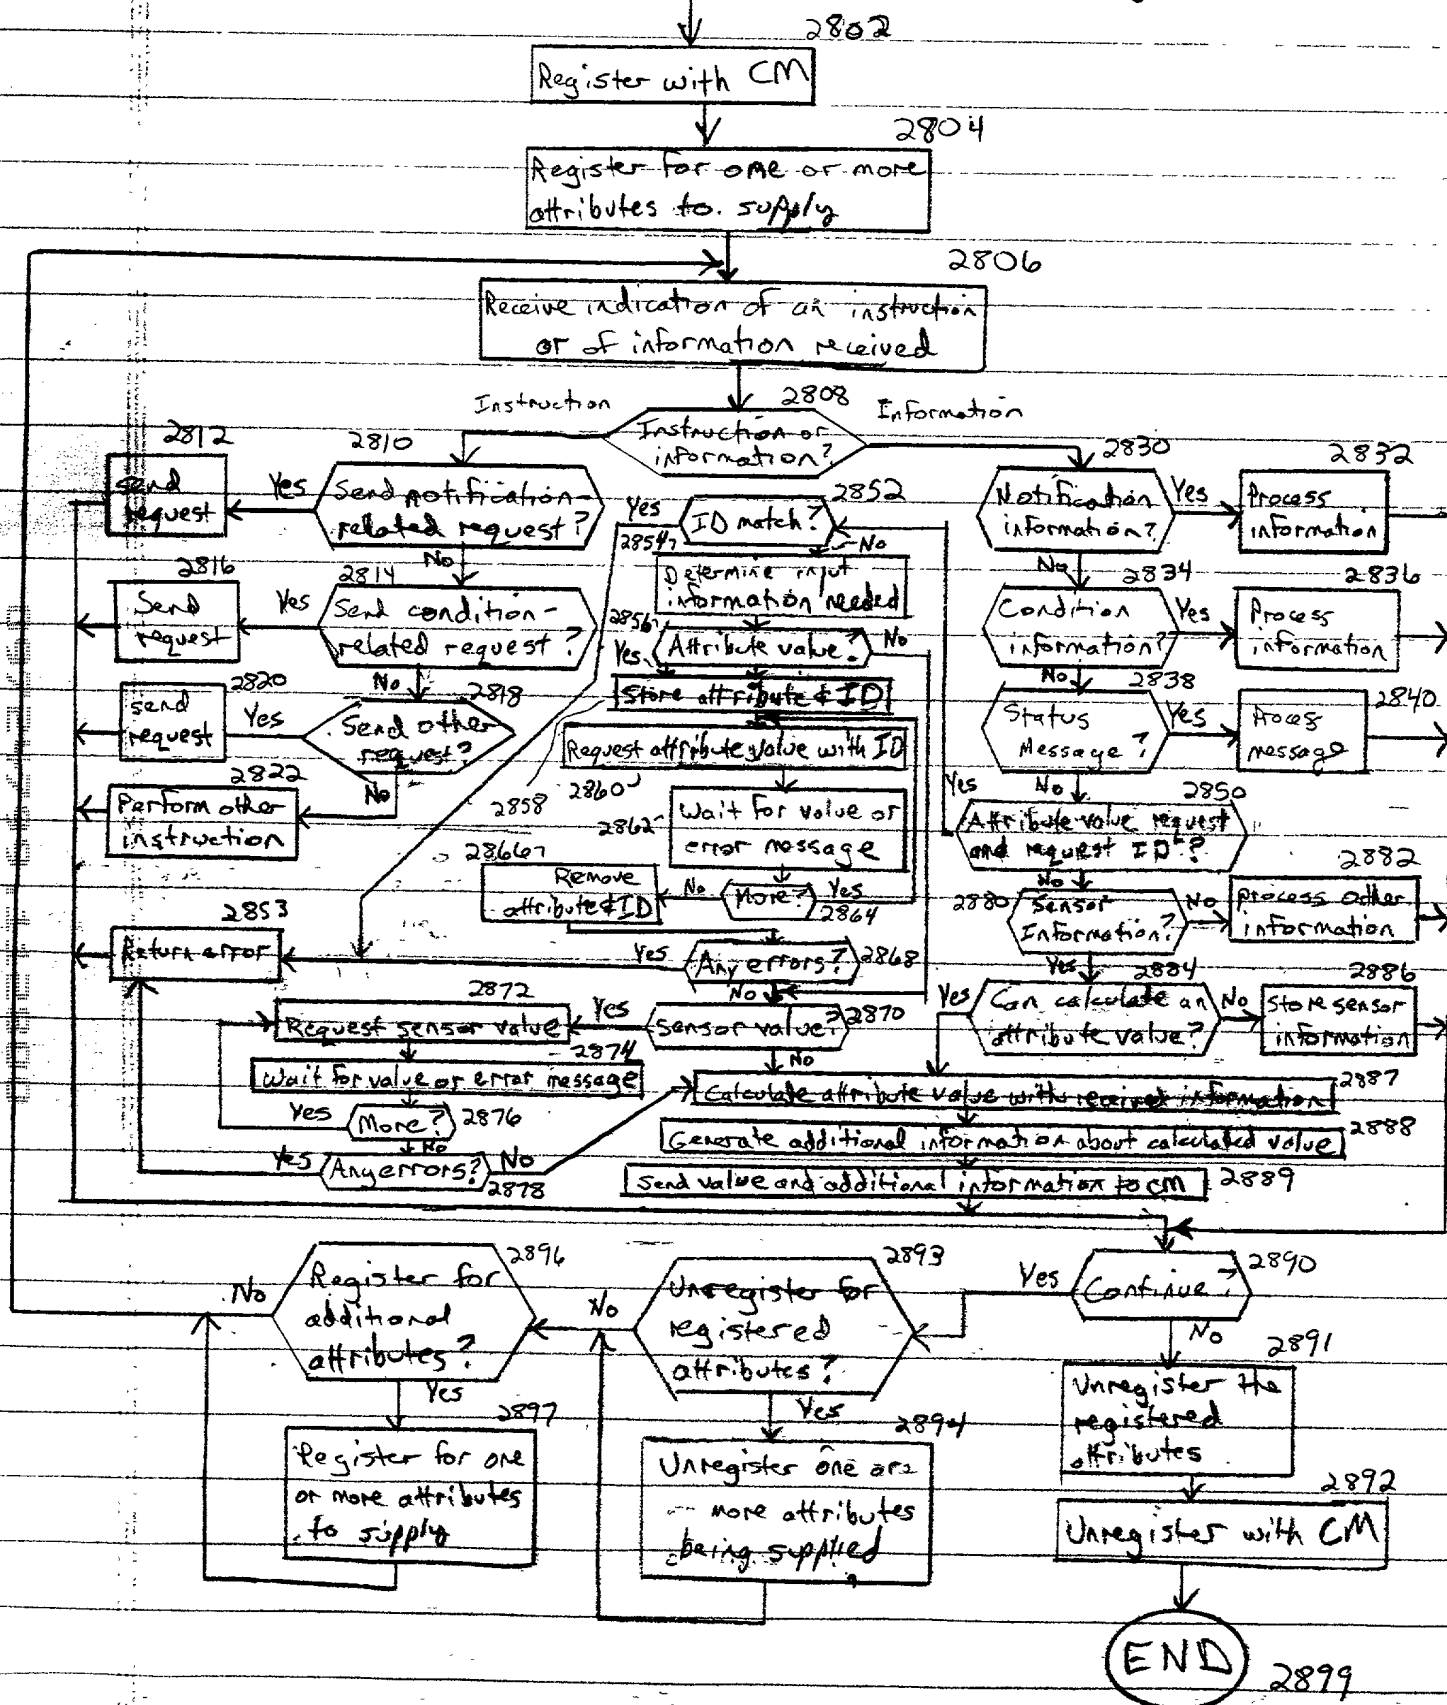 2802
Register with CM
2804
Register for one or more
attributes to supply
2806
Receive indication of an instruction
or of information received
2808
Instruction
Instruction or
information?
Information
2810
Send notification-
related request?
Yes
2812
Send
request
No
2814
Send condition-
related request?
Yes
2816
Send
request
No
2818
Send other
request?
Yes
2820
Send
request
No
2822
Perform other
instruction
2830
Notification
information?
Yes
2832
Process
information
No
2834
Condition
information?
Yes
2836
Process
information
No
2838
Status
Message?
Yes
2840
Process
message
No
2850
Attribute value request
and request ID?
Yes
2852
ID match?
Yes
No
2853
Return error
2854
Determine input
information needed
2856
Attribute value?
No
Yes
Store attribute & ID
2858
Request attribute value with ID
2860
Wait for value or
error message
2862
More?
Yes
2864
No
2866
Remove
attribute & ID
Any errors?
2868
Yes
No
Sensor value?
2870
Yes
No
2872
Request sensor value
2874
Wait for value or error message
More?
2876
Yes
No
Any errors?
2878
Yes
No
No
2880
Sensor
Information?
No
2882
Process other
information
Yes
2884
Can calculate an
attribute value?
Yes
No
2886
Store sensor
information
2887
Calculate attribute value with received information
2888
Generate additional information about calculated value
Send value and additional information to CM
2889
Continue?
2890
Yes
No
2891
Unregister the
registered
attributes
2892
Unregister with CM
2893
Unregister for
registered
attributes?
No
Yes
2894
Unregister one or
more attributes
being supplied
2896
Register for
additional
attributes?
No
Yes
2897
Register for one
or more attributes
to supply
END
2899